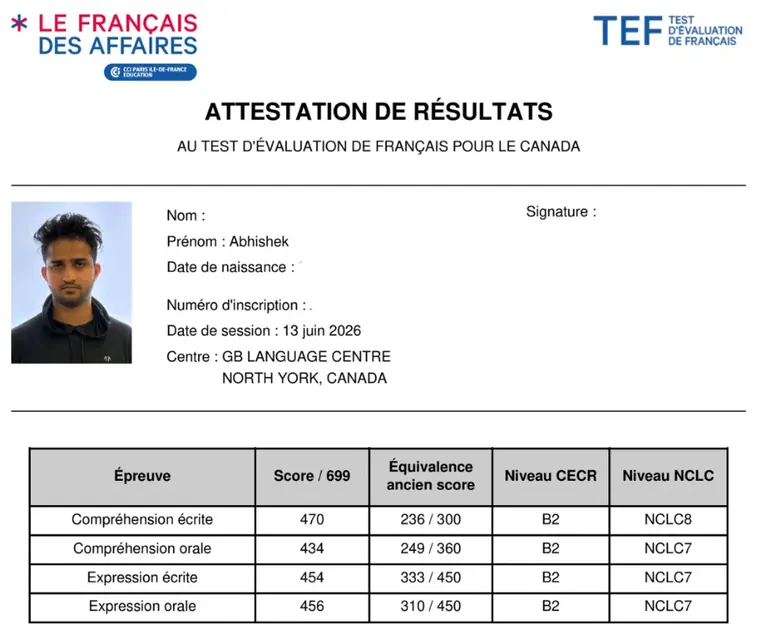 * LE FRANÇAIS
DES AFFAIRES
CCI PARIS ILE-DE-FRANCE
EDUCATION
TEF TEST
D'ÉVALUATION
DE FRANÇAIS
ATTESTATION DE RÉSULTATS
AU TEST D'ÉVALUATION DE FRANÇAIS POUR LE CANADA
Nom :
Prénom : Abhishek
Date de naissance :
Numéro d'inscription :
Date de session : 13 juin 2026
Centre : GB LANGUAGE CENTRE
NORTH YORK, CANADA
Signature :
Épreuve Score / 699 Équivalence ancien score Niveau CECR Niveau NCLC
Compréhension écrite 470 236 / 300 B2 NCLC8
Compréhension orale 434 249 / 360 B2 NCLC7
Expression écrite 454 333 / 450 B2 NCLC7
Expression orale 456 310 / 450 B2 NCLC7